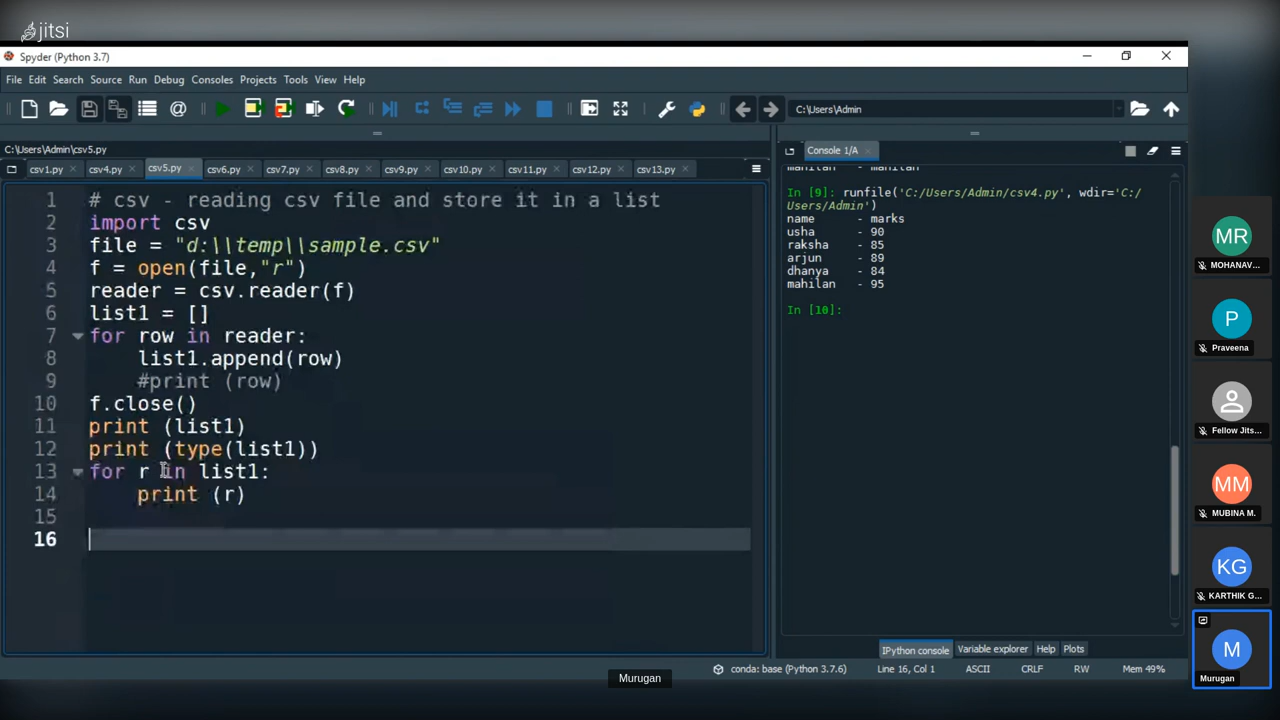 jitsi
Spyder (Python 3.7)
File Edit Search Source Run Debug Consoles Projects Tools View Help
C:\Users\Admin
C:\Users\Admin\csv5.py
csv1.py csv4.py csv5.py csv6.py csv7.py csv8.py csv9.py csv10.py csv11.py csv12.py csv13.py
1 # csv - reading csv file and store it in a list
2 import csv
3 file = "d:\\temp\\sample.csv"
4 f = open(file,"r")
5 reader = csv.reader(f)
6 list1 = []
7 for row in reader:
8 list1.append(row)
9 #print (row)
10 f.close()
11 print (list1)
12 print (type(list1))
13 for r in list1:
14 print (r)
15
16
Console 1/A
mahilan - mahilan
In [9]: runfile('C:/Users/Admin/csv4.py', wdir='C:/
Users/Admin')
name - marks
usha - 90
raksha - 85
arjun - 89
dhanya - 84
mahilan - 95
In [10]:
IPython console Variable explorer Help Plots
conda: base (Python 3.7.6) Line 16, Col 1 ASCII CRLF RW Mem 49%
Murugan
MR
MOHANAV...
P
Praveena
Fellow Jits...
MM
MUBINA M.
KG
KARTHIK G...
M
Murugan